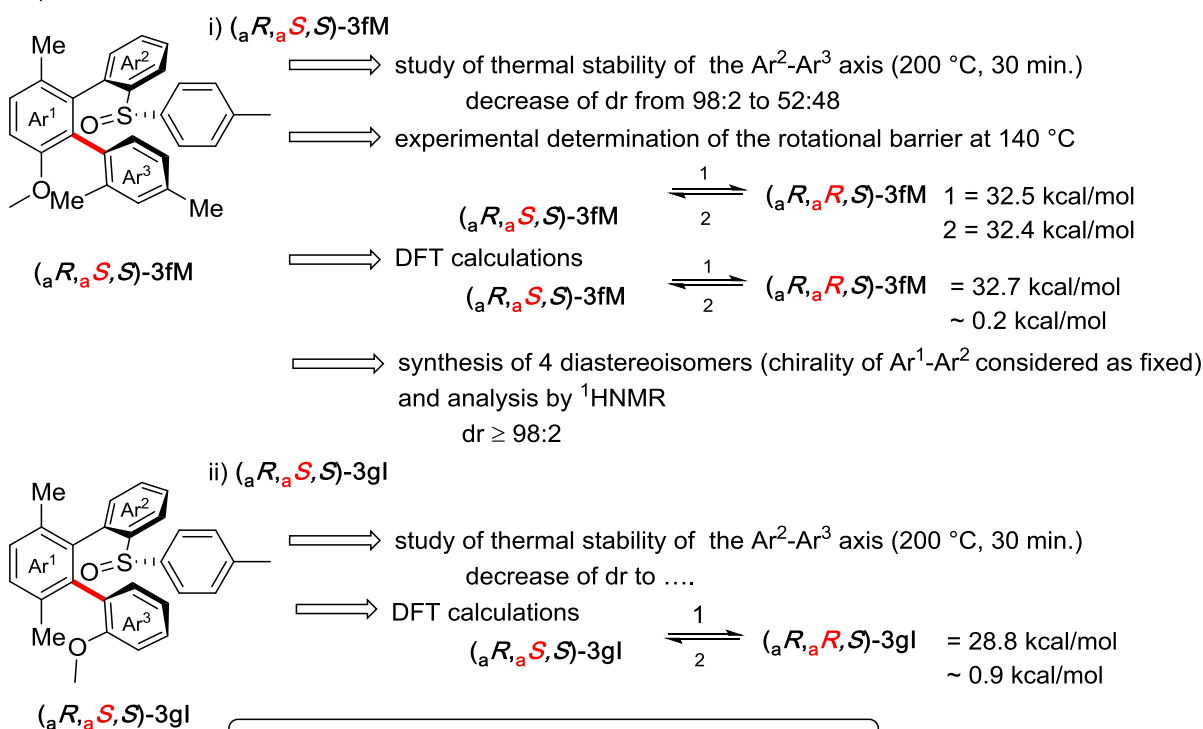 i) (aR,aS,S)-3fM
Me
Ar2
study of thermal stability of the Ar2-Ar3 axis (200 °C, 30 min.)
decrease of dr from 98:2 to 52:48
Ar1
O
S
experimental determination of the rotational barrier at 140 °C
Ar3
O
Me
Me
(aR,aS,S)-3fM
1
2
(aR,aR,S)-3fM
1 = 32.5 kcal/mol
2 = 32.4 kcal/mol
(aR,aS,S)-3fM
DFT calculations
(aR,aS,S)-3fM
1
2
(aR,aR,S)-3fM
= 32.7 kcal/mol
~ 0.2 kcal/mol
synthesis of 4 diastereoisomers (chirality of Ar1-Ar2 considered as fixed)
and analysis by 1HNMR
dr ≥ 98:2
ii) (aR,aS,S)-3gI
Me
Ar2
study of thermal stability of the Ar2-Ar3 axis (200 °C, 30 min.)
decrease of dr to ....
Ar1
O
S
DFT calculations
Me
O
Ar3
(aR,aS,S)-3gI
1
2
(aR,aR,S)-3gI
= 28.8 kcal/mol
~ 0.9 kcal/mol
(aR,aS,S)-3gI